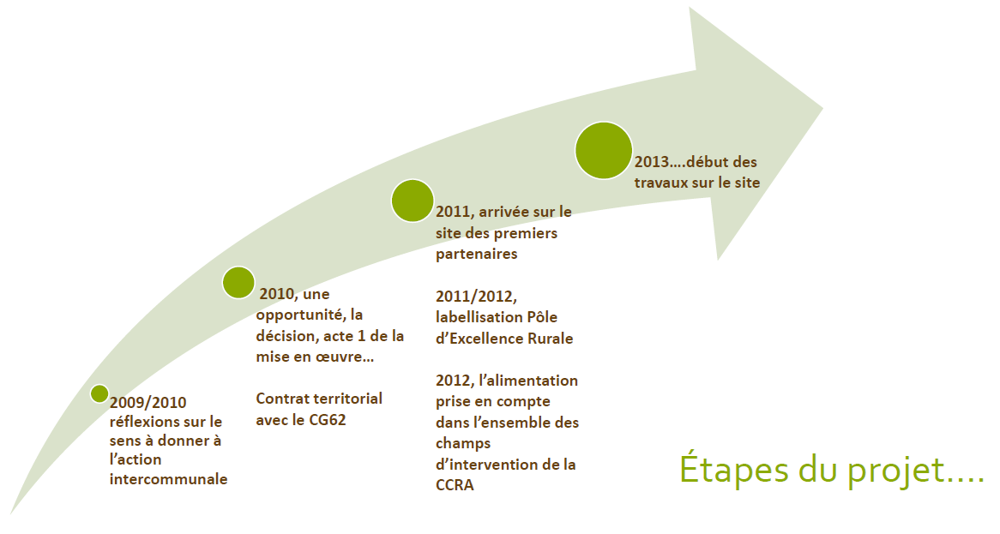 2009/2010
réflexions sur le
sens à donner à
l’action
intercommunale
2010, une
opportunité, la
décision, acte 1 de la
mise en œuvre…
Contrat territorial
avec le CG62
2011, arrivée sur le
site des premiers
partenaires
2011/2012,
labellisation Pôle
d’Excellence Rurale
2012, l’alimentation
prise en compte
dans l’ensemble des
champs
d’intervention de la
CCRA
2013….début des
travaux sur le site
Étapes du projet….